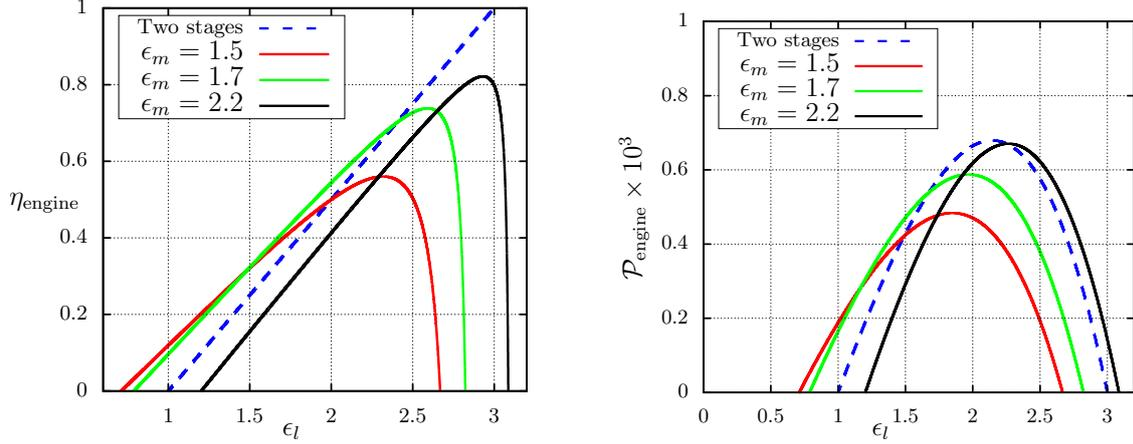 Two stages
ϵm = 1.5
ϵm = 1.7
ϵm = 2.2
1
0.8
0.6
0.4
0.2
0
ηengine
1
1.5
2
2.5
3
ϵl
Two stages
ϵm = 1.5
ϵm = 1.7
ϵm = 2.2
1
0.8
0.6
0.4
0.2
0
𝒫engine × 10³
0
0.5
1
1.5
2
2.5
3
ϵl